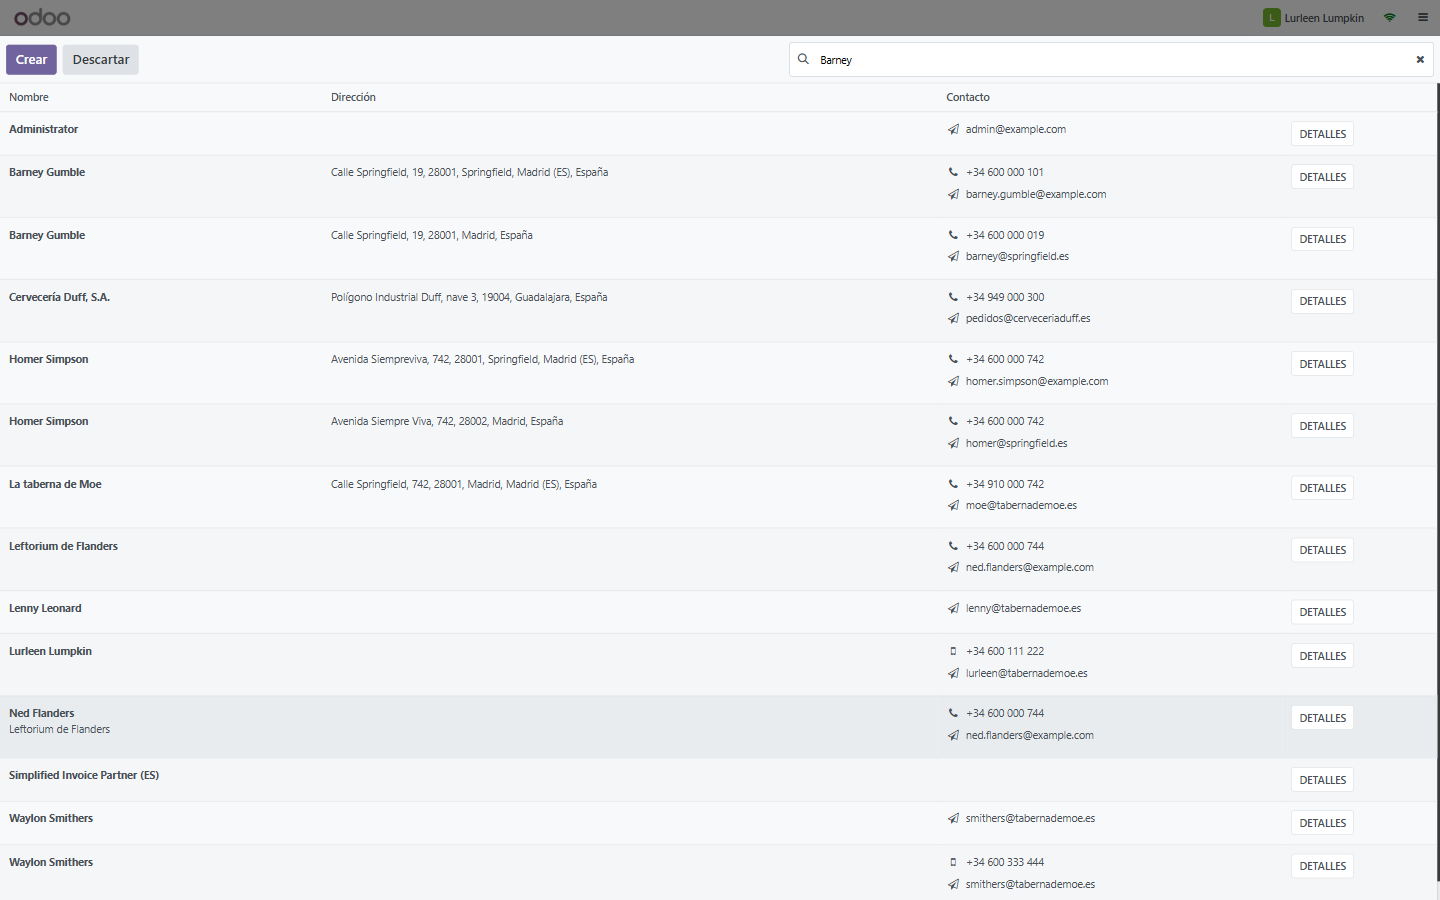 odoo
L Lurleen Lumpkin
Crear Descartar Barney
Nombre Dirección Contacto
Administrator admin@example.com DETALLES
Barney Gumble Calle Springfield, 19, 28001, Springfield, Madrid (ES), España +34 600 000 101 DETALLES
barney.gumble@example.com
Barney Gumble Calle Springfield, 19, 28001, Madrid, España +34 600 000 019 DETALLES
barney@springfield.es
Cervecería Duff, S.A. Polígono Industrial Duff, nave 3, 19004, Guadalajara, España +34 949 000 300 DETALLES
pedidos@cerveceriaduff.es
Homer Simpson Avenida Siempreviva, 742, 28001, Springfield, Madrid (ES), España +34 600 000 742 DETALLES
homer.simpson@example.com
Homer Simpson Avenida Siempre Viva, 742, 28002, Madrid, España +34 600 000 742 DETALLES
homer@springfield.es
La taberna de Moe Calle Springfield, 742, 28001, Madrid, Madrid (ES), España +34 910 000 742 DETALLES
moe@tabernademoe.es
Leftorium de Flanders +34 600 000 744 DETALLES
ned.flanders@example.com
Lenny Leonard lenny@tabernademoe.es DETALLES
Lurleen Lumpkin +34 600 111 222 DETALLES
lurleen@tabernademoe.es
Ned Flanders +34 600 000 744 DETALLES
Leftorium de Flanders ned.flanders@example.com
Simplified Invoice Partner (ES) DETALLES
Waylon Smithers smithers@tabernademoe.es DETALLES
Waylon Smithers +34 600 333 444 DETALLES
smithers@tabernademoe.es